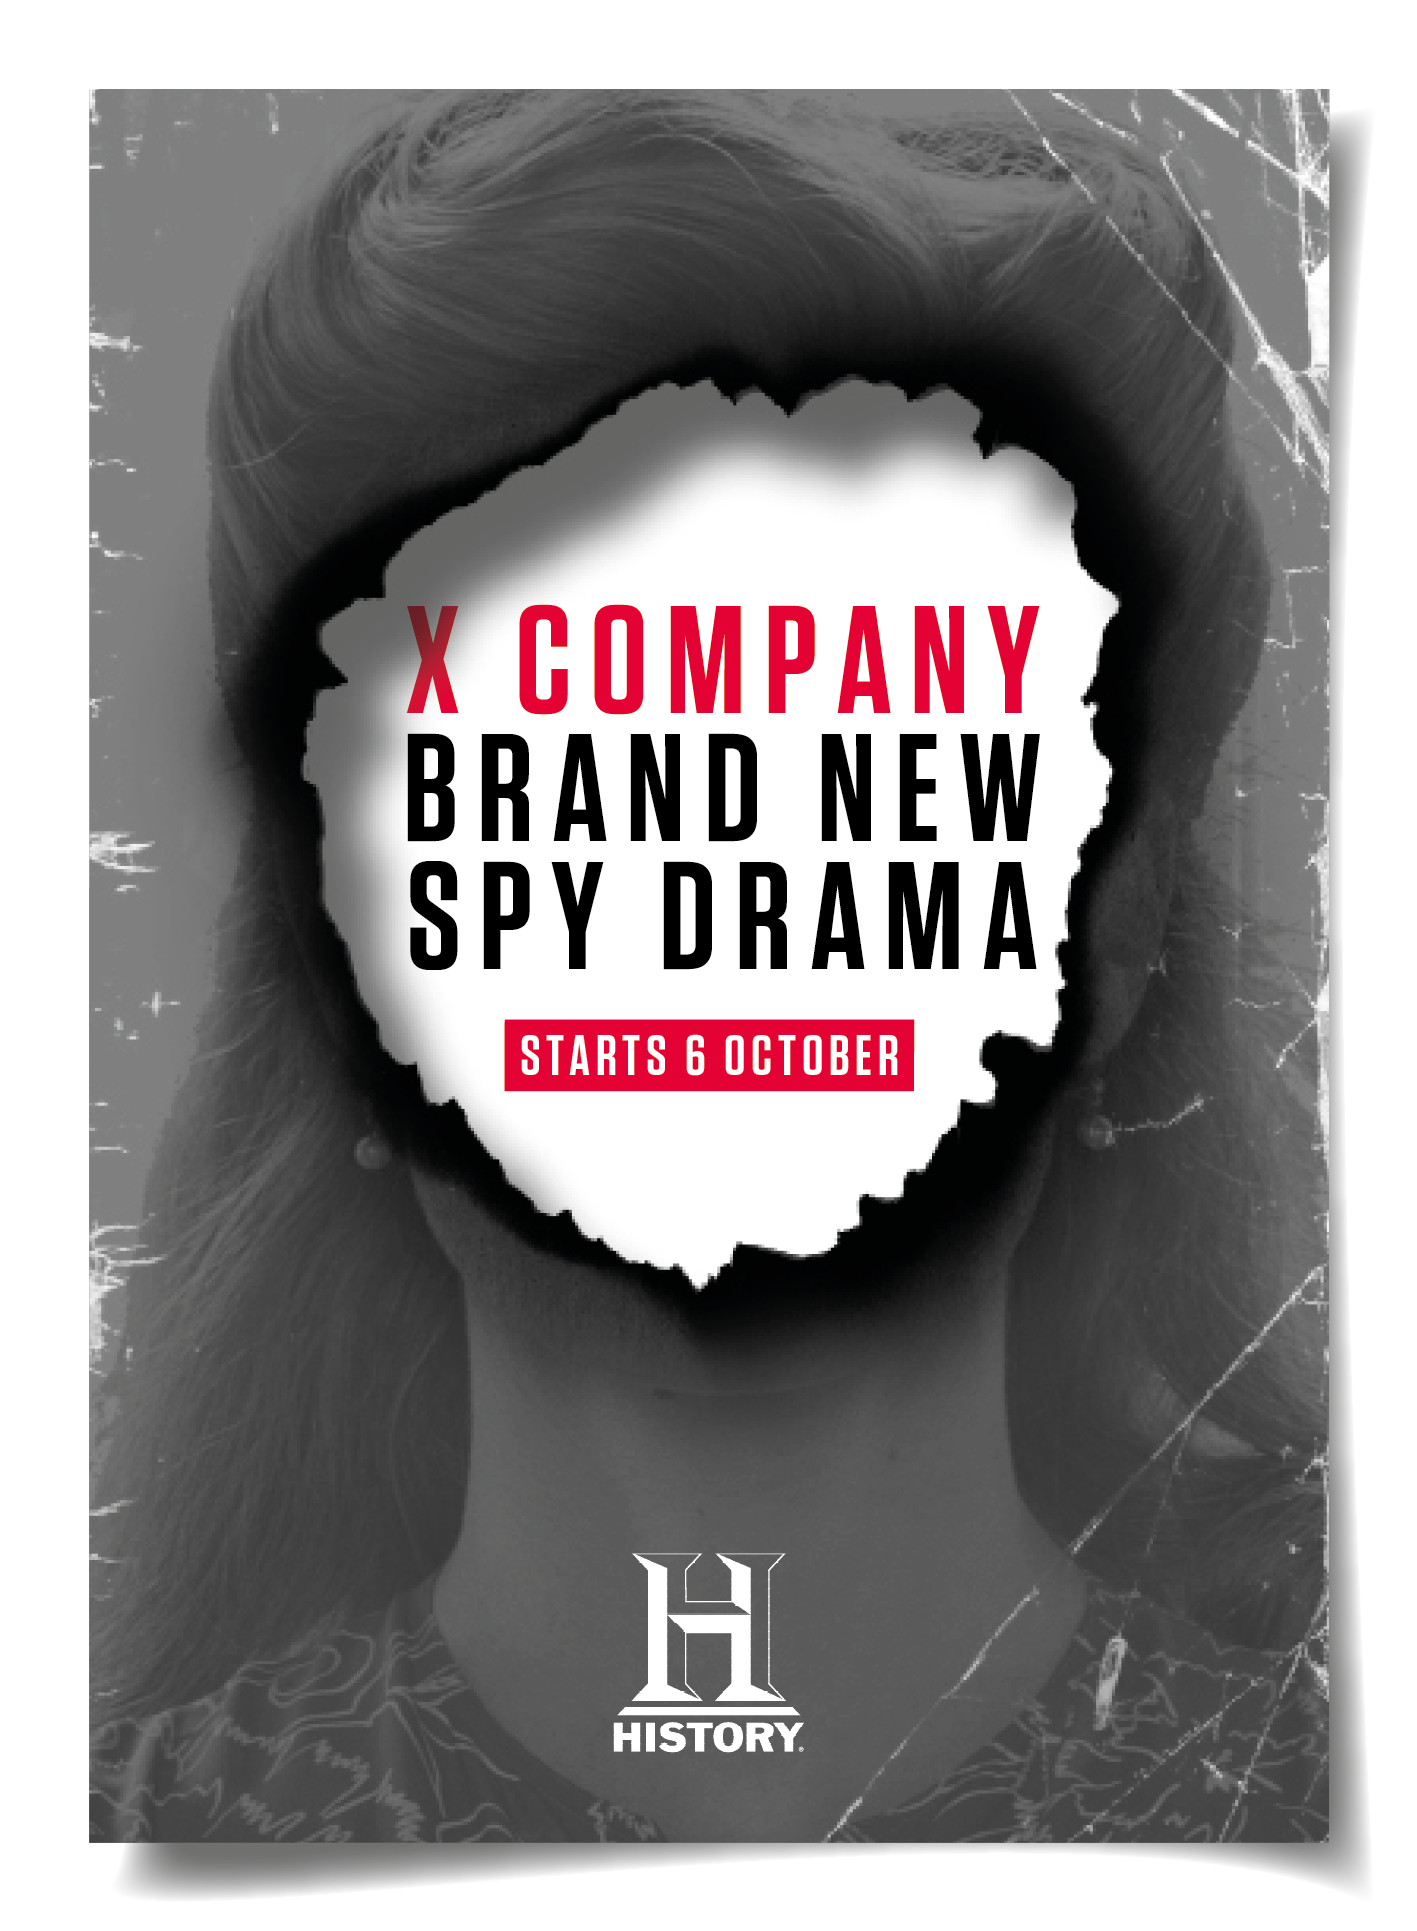 X COMPANY
BRAND NEW
SPY DRAMA
STARTS 6 OCTOBER
H
HISTORY